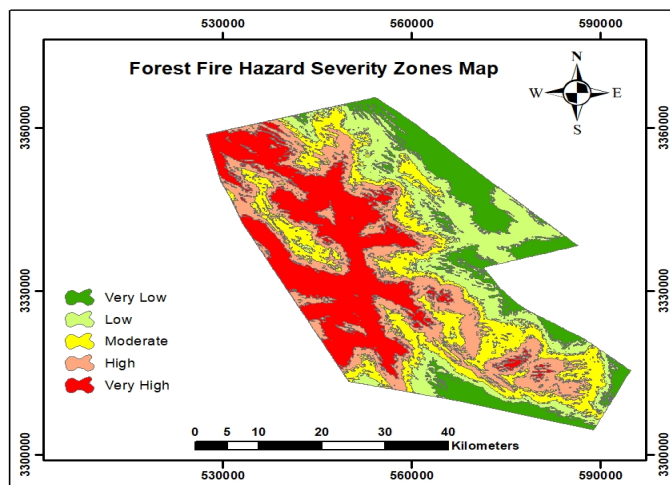 530000 560000 590000
Forest Fire Hazard Severity Zones Map
N
W E
S
3360000 3360000
3330000 3330000
Very Low
Low
Moderate
High
Very High
0 5 10 20 30 40
Kilometers
3300000 3300000
530000 560000 590000